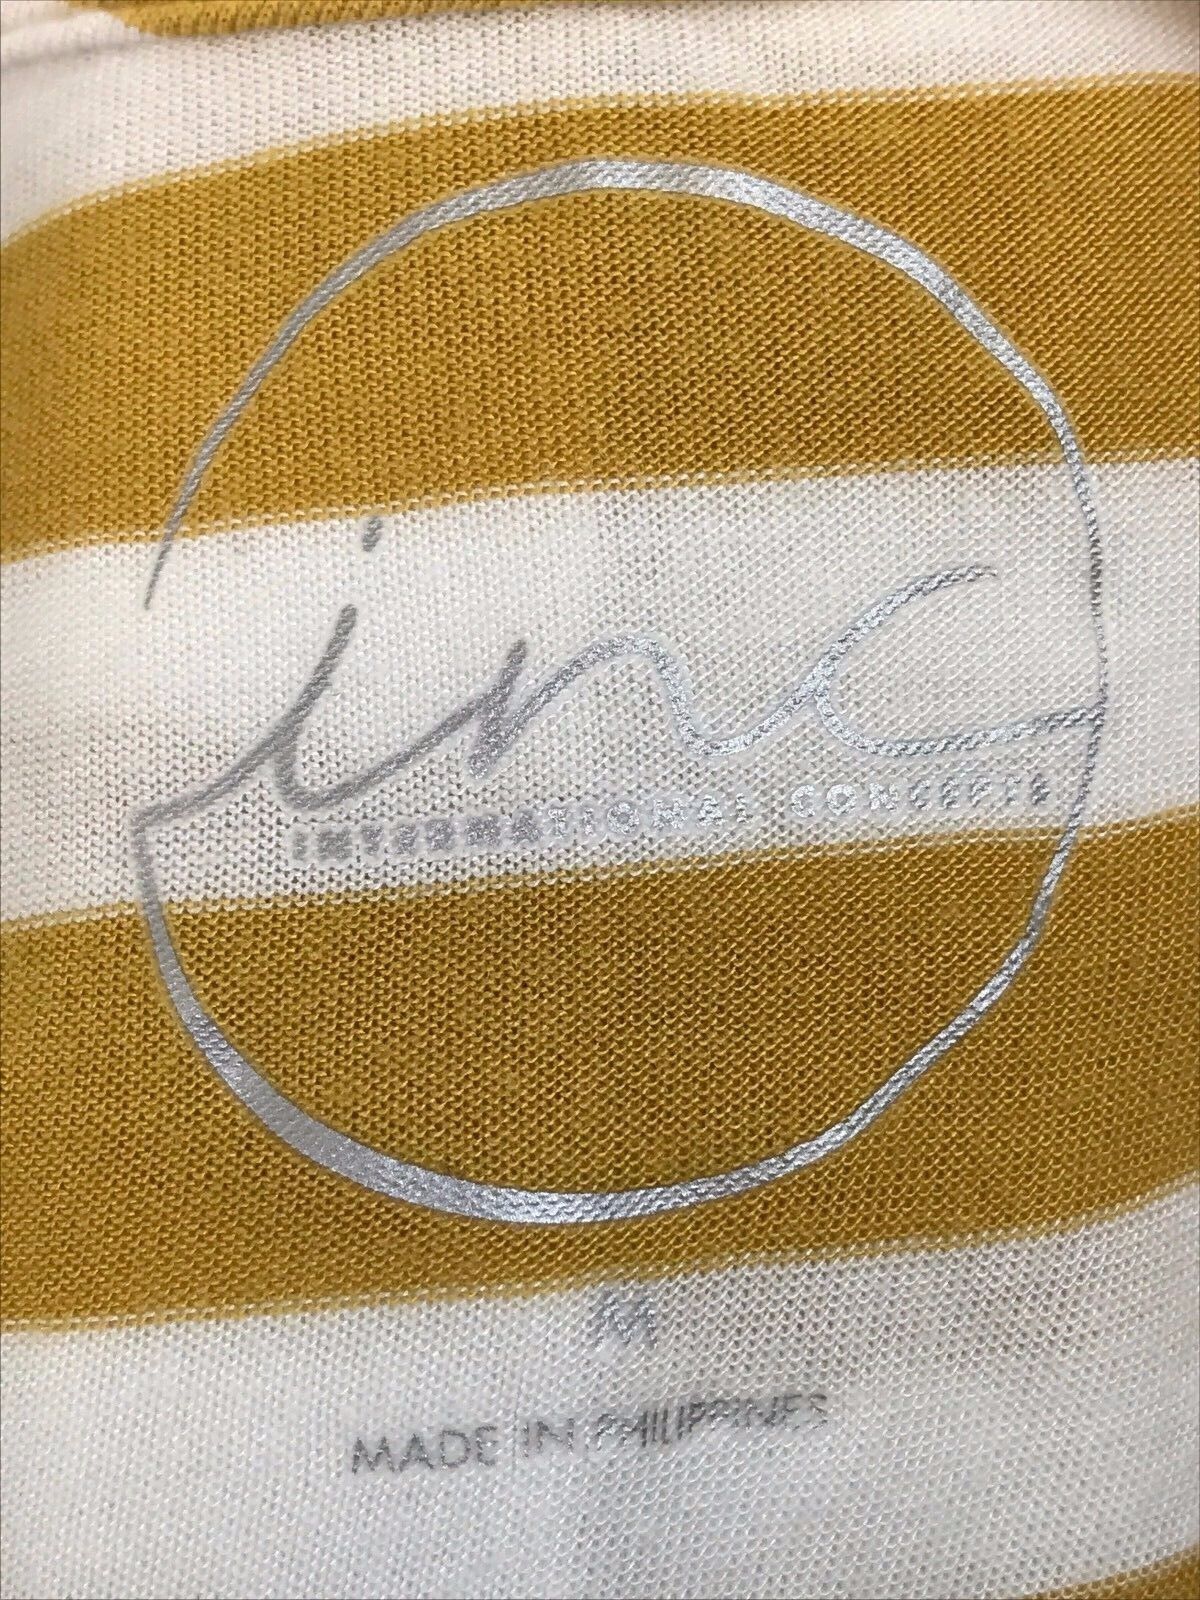 inc
INTERNATIONAL CONCEPTS
M
MADE IN PHILIPPINES